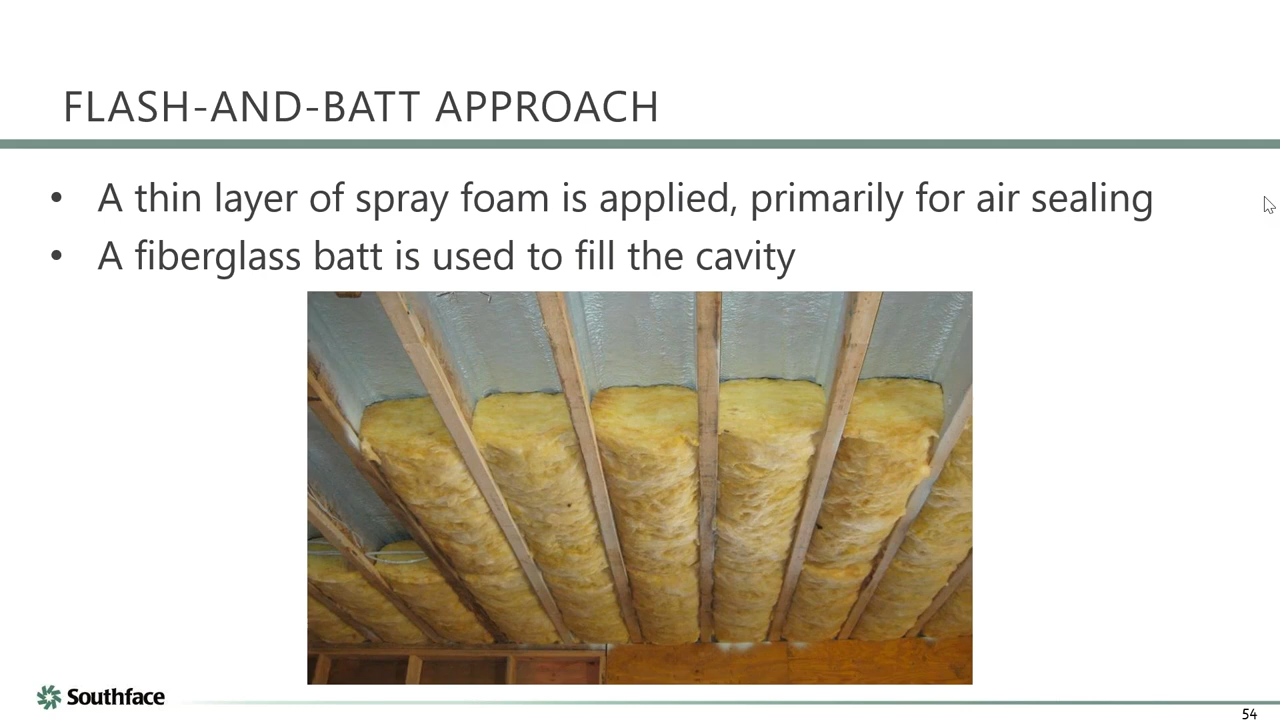 FLASH-AND-BATT APPROACH
• A thin layer of spray foam is applied, primarily for air sealing
• A fiberglass batt is used to fill the cavity
Southface
54